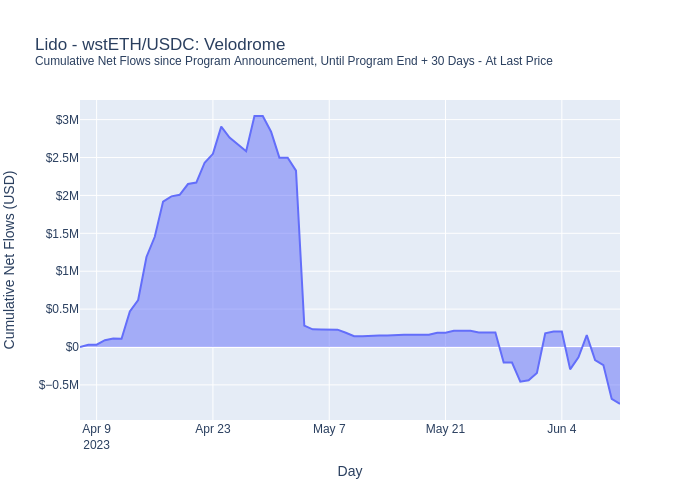 Lido - wstETH/USDC: Velodrome
Cumulative Net Flows since Program Announcement, Until Program End + 30 Days - At Last Price
Cumulative Net Flows (USD)
$3M
$2.5M
$2M
$1.5M
$1M
$0.5M
$0
$−0.5M
Apr 9 Apr 23 May 7 May 21 Jun 4
2023
Day